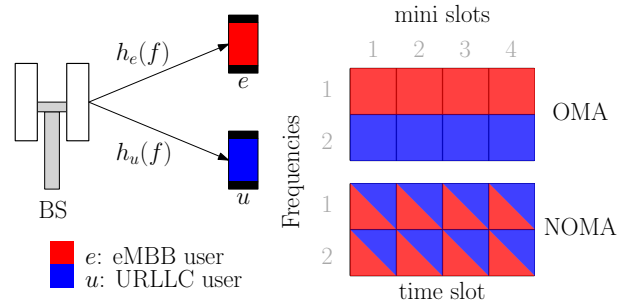 mini slots
1 2 3 4
h_e(f)
e
1
2
Frequencies
OMA
h_u(f)
u
BS
1
2
NOMA
e: eMBB user
u: URLLC user
time slot